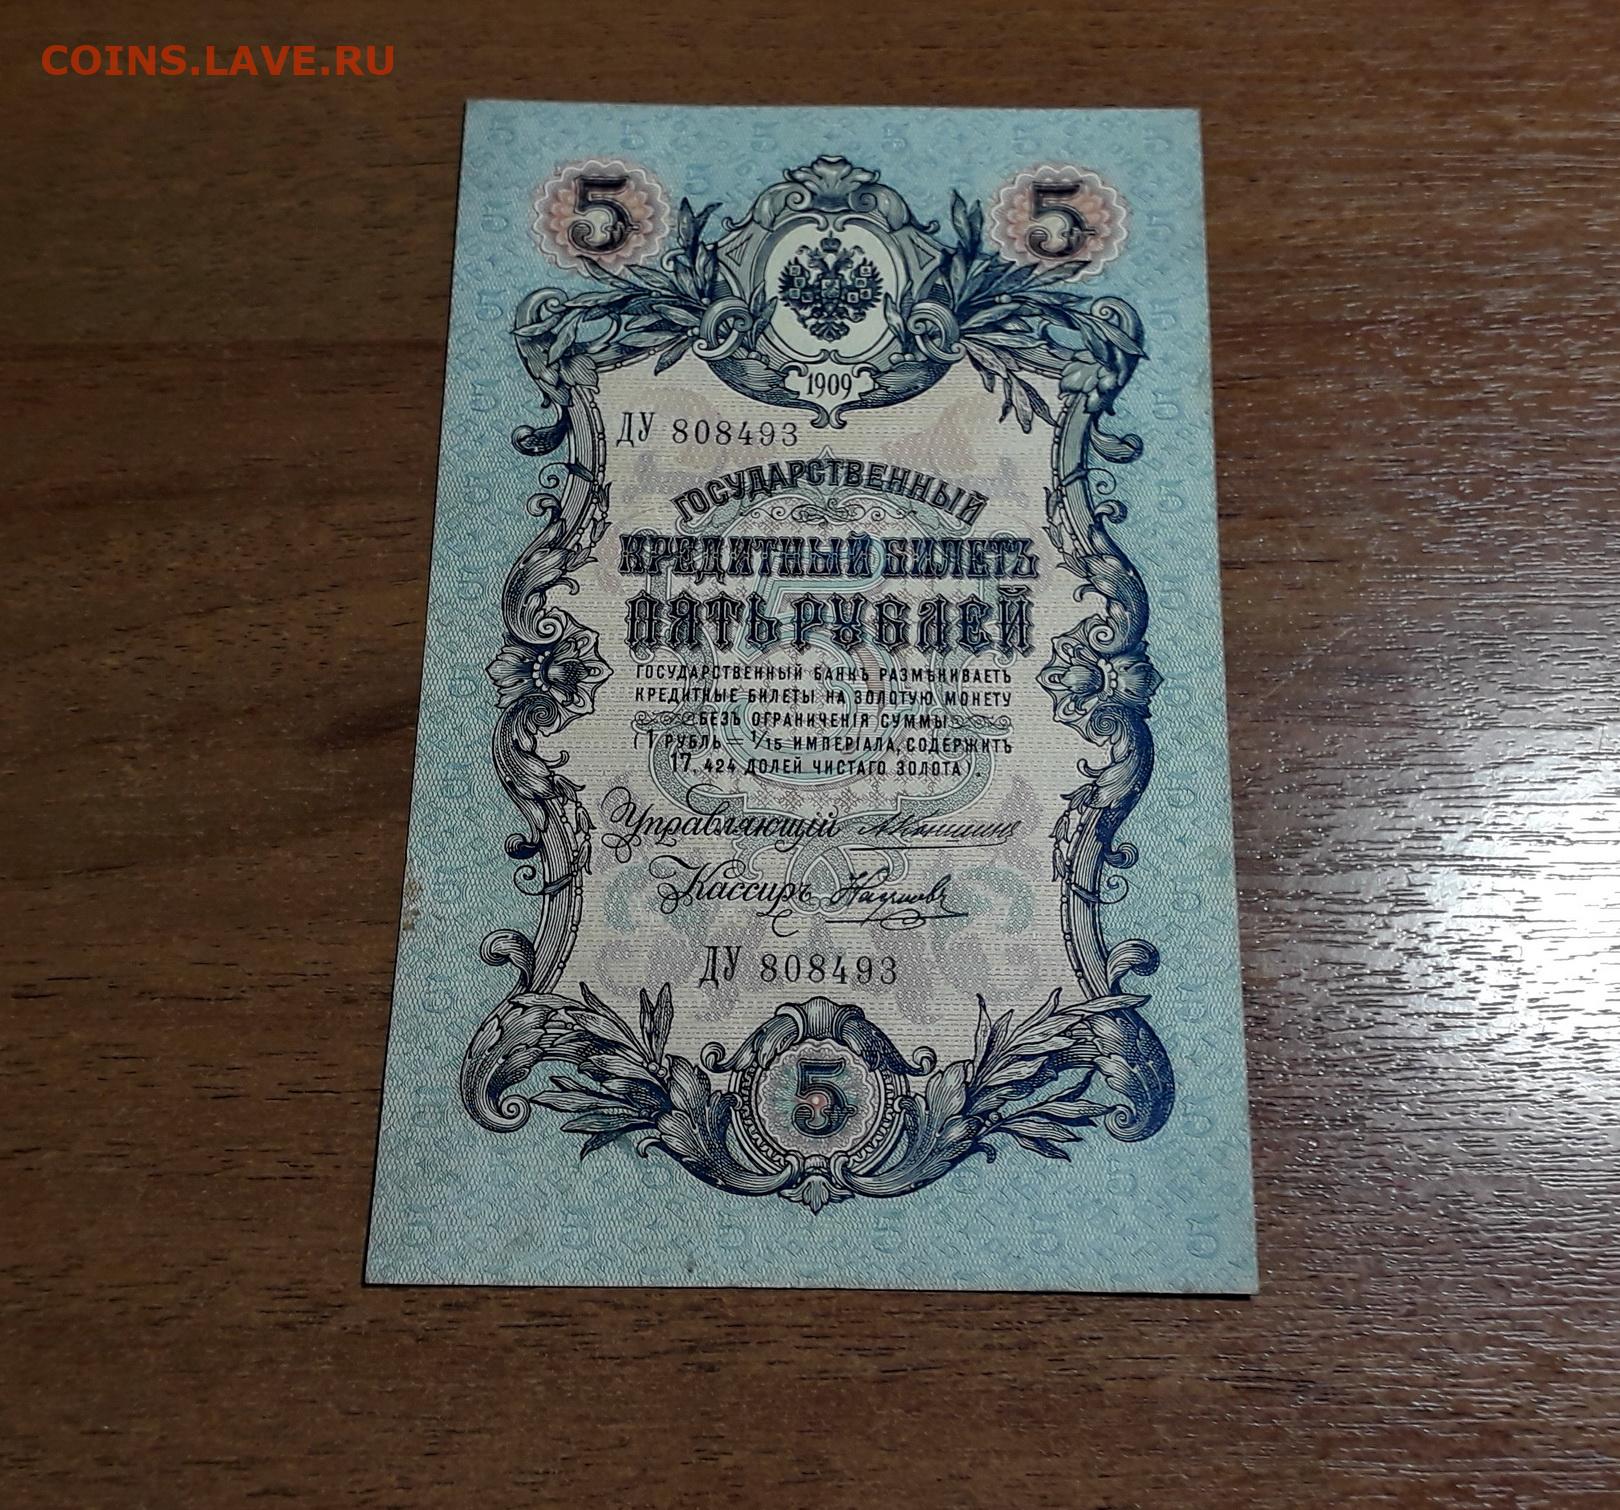 COINS.LAVE.RU
5 5
1909
ДУ 808493
ГОСУДАРСТВЕННЫЙ
КРЕДИТНЫЙ БИЛЕТЪ
ПЯТЬ РУБЛЕЙ
ГОСУДАРСТВЕННЫЙ БАНКЪ РАЗМѢНИВАЕТЪ
КРЕДИТНЫЕ БИЛЕТЫ НА ЗОЛОТУЮ МОНЕТУ
БЕЗЪ ОГРАНИЧЕНІЯ СУММЫ
(1 РУБЛЬ — 1/15 ИМПЕРІАЛА, СОДЕРЖИТЪ
17,424 ДОЛЕЙ ЧИСТАГО ЗОЛОТА).
Управляющій АКоншинъ
Кассиръ Наумовъ
ДУ 808493
5